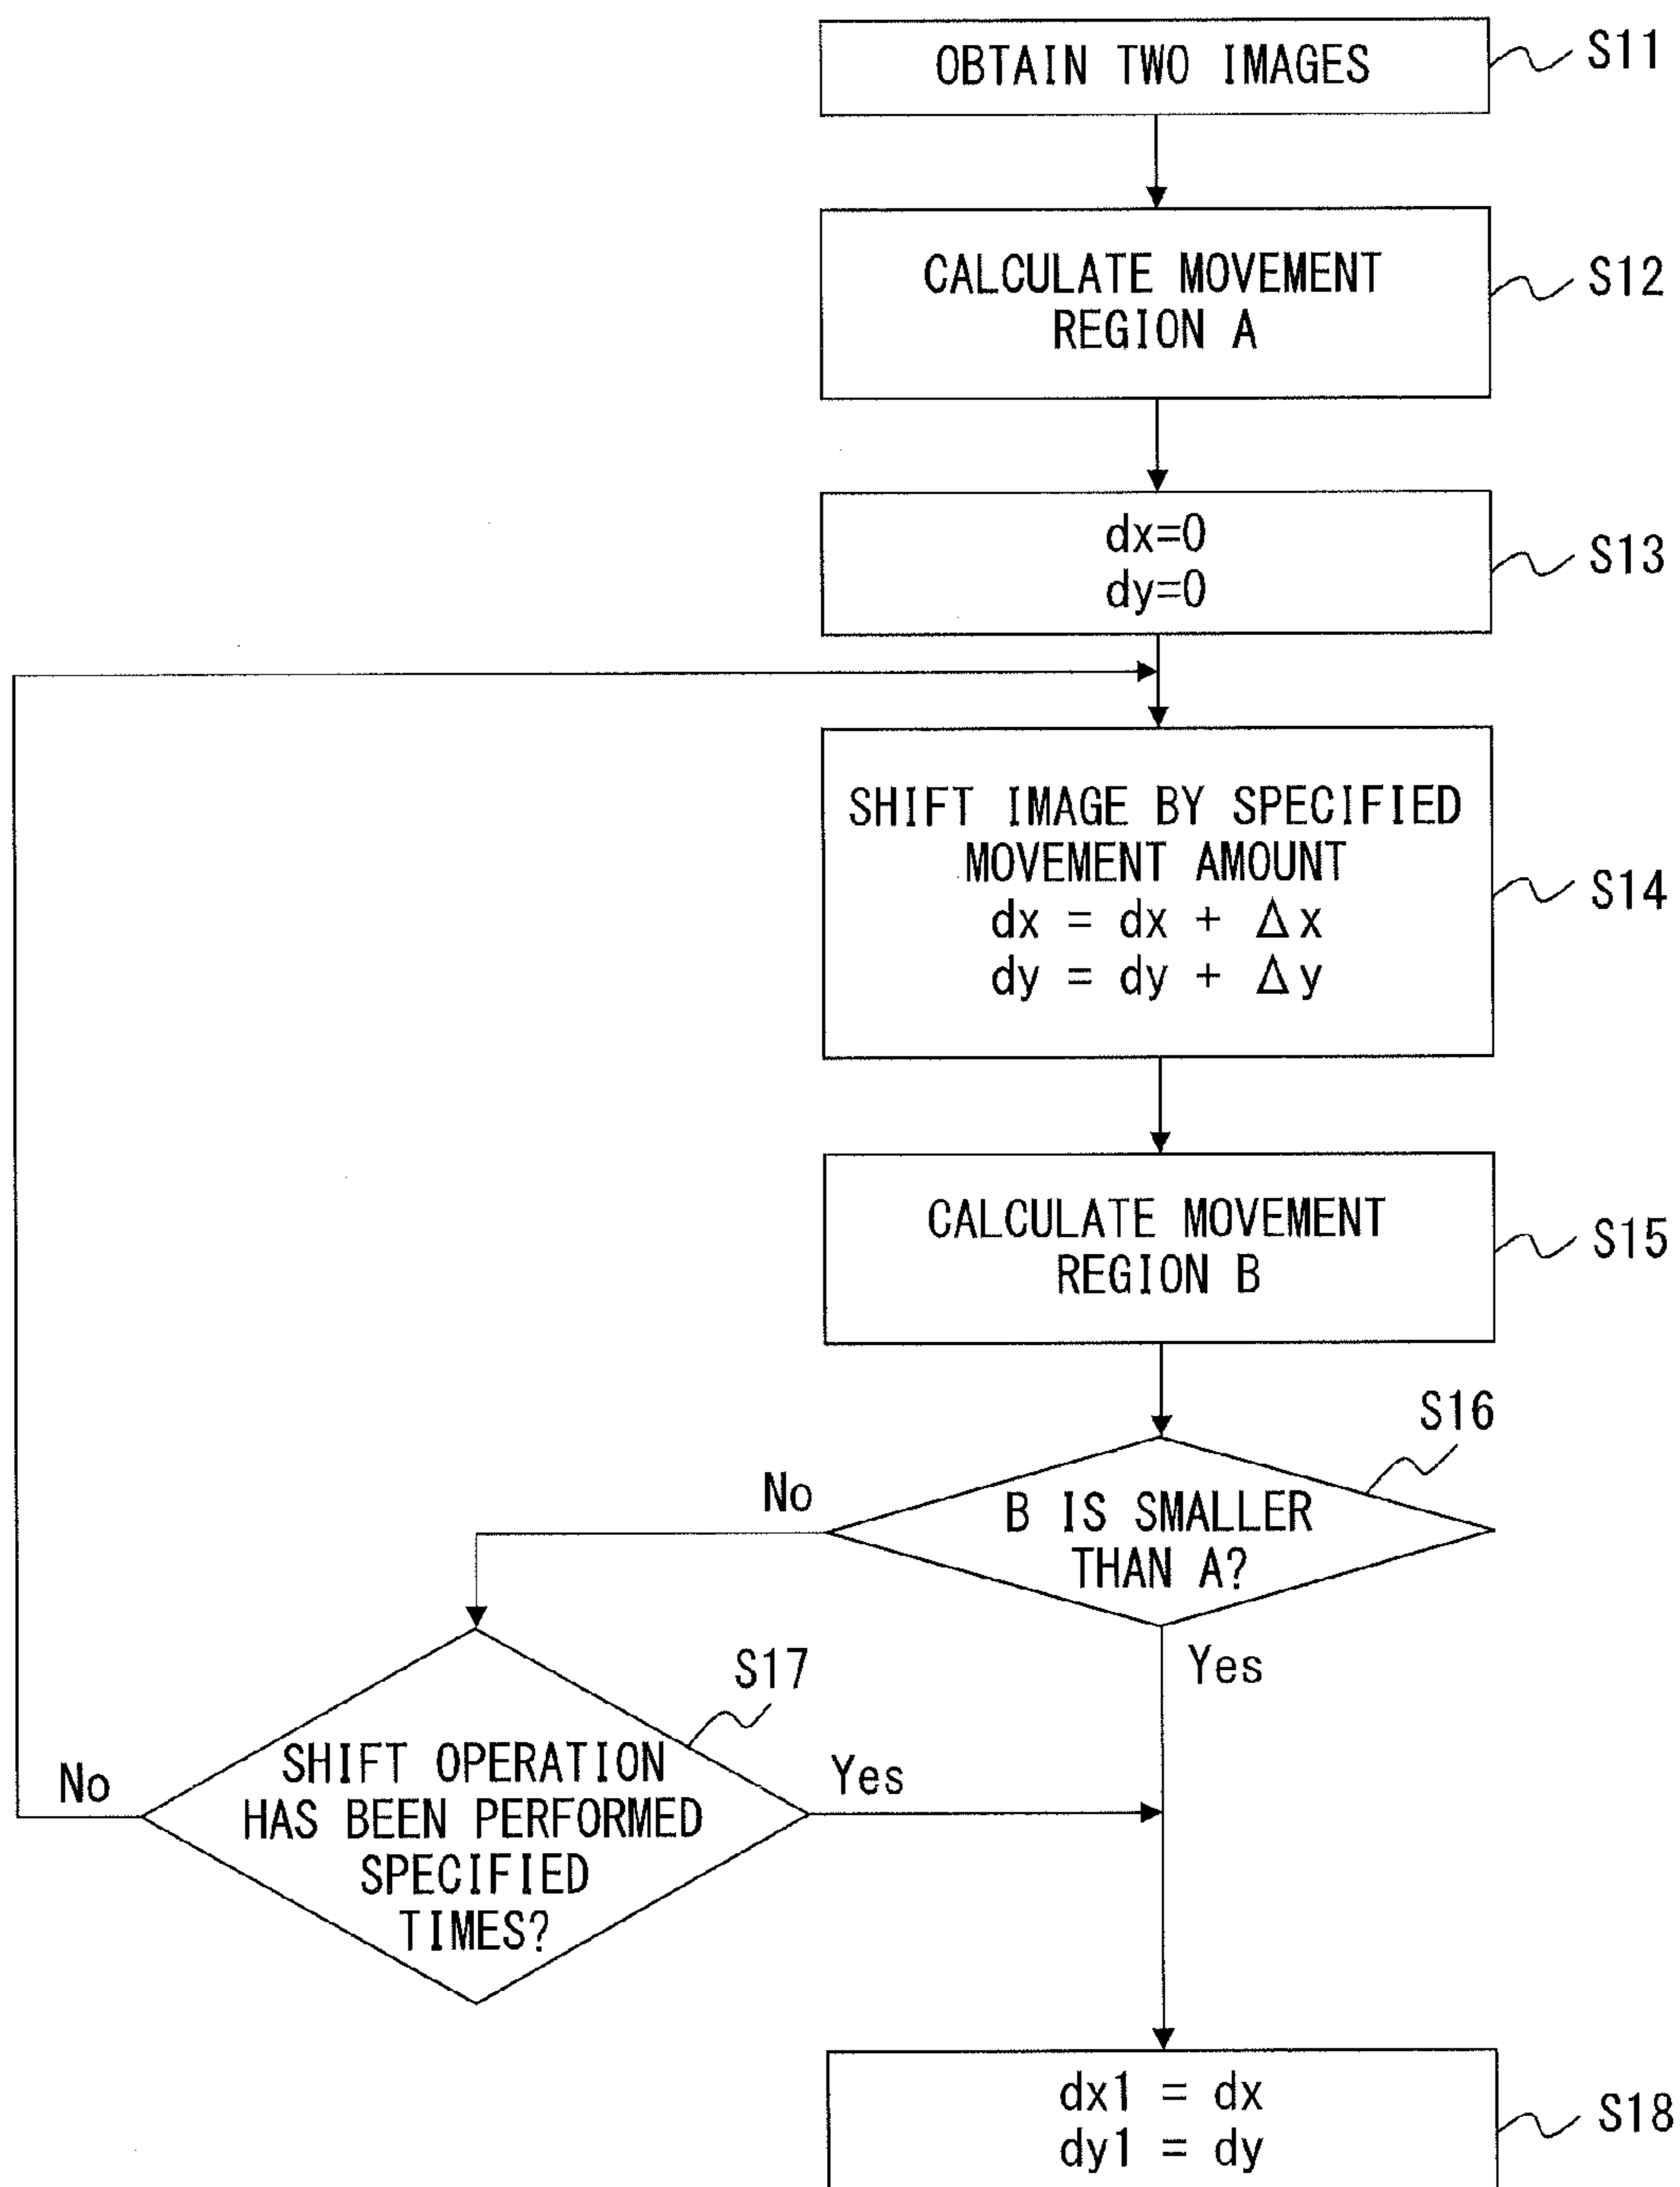 OBTAIN TWO IMAGES
S11
CALCULATE MOVEMENT
REGION A
S12
dx=0
dy=0
S13
SHIFT IMAGE BY SPECIFIED
MOVEMENT AMOUNT
dx = dx + Δx
dy = dy + Δy
S14
CALCULATE MOVEMENT
REGION B
S15
S16
B IS SMALLER
THAN A?
No
Yes
S17
SHIFT OPERATION
HAS BEEN PERFORMED
SPECIFIED
TIMES?
No
Yes
dx1 = dx
dy1 = dy
S18